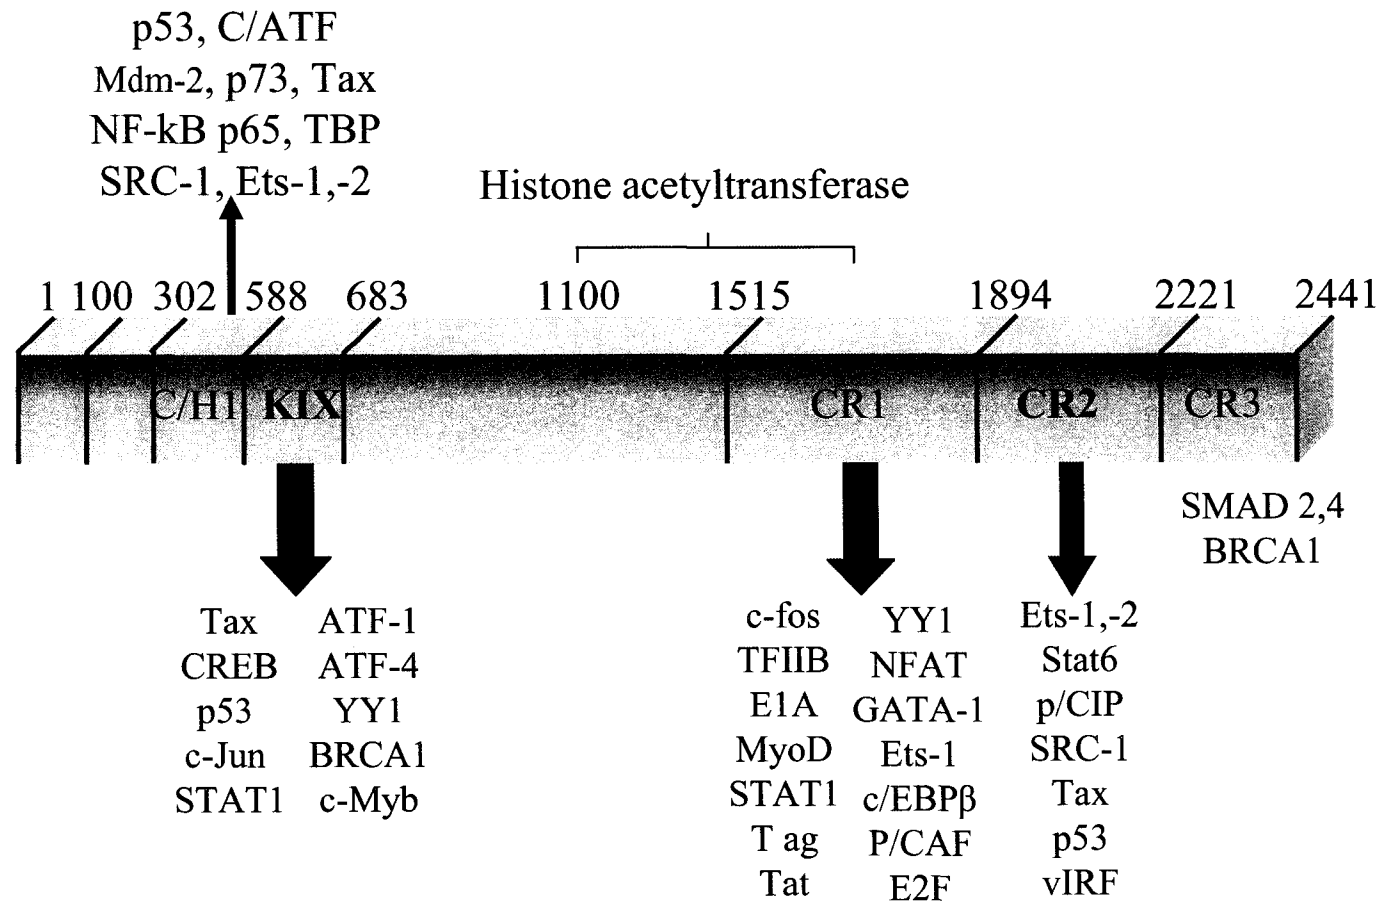 p53, C/ATF
Mdm-2, p73, Tax
NF-kB p65, TBP
SRC-1, Ets-1,-2
Histone acetyltransferase
1 100 302 588 683 1100 1515 1894 2221 2441
C/H1 KIX CR1 CR2 CR3
SMAD 2,4
BRCA1
Tax ATF-1
CREB ATF-4
p53 YY1
c-Jun BRCA1
STAT1 c-Myb
c-fos YY1
TFIIB NFAT
E1A GATA-1
MyoD Ets-1
STAT1 c/EBPβ
T ag P/CAF
Tat E2F
Ets-1,-2
Stat6
p/CIP
SRC-1
Tax
p53
vIRF